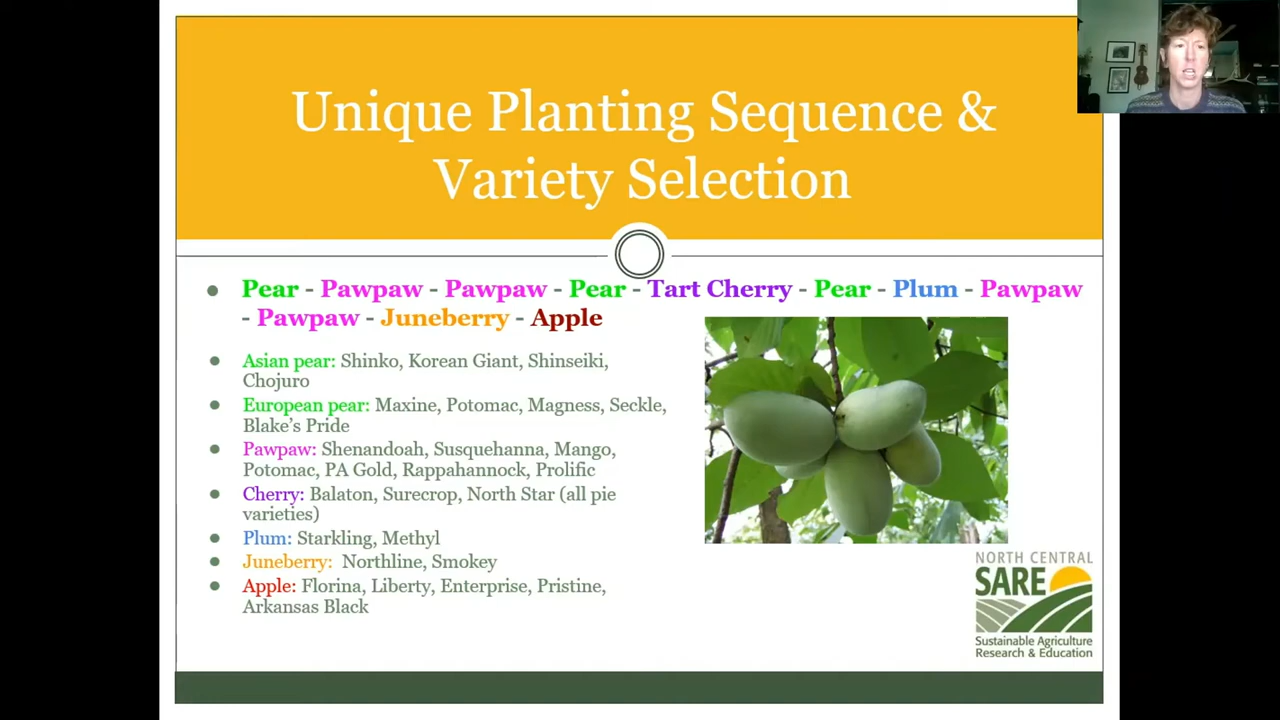 Unique Planting Sequence &
Variety Selection
Pear - Pawpaw - Pawpaw - Pear - Tart Cherry - Pear - Plum - Pawpaw
- Pawpaw - Juneberry - Apple
Asian pear: Shinko, Korean Giant, Shinseiki,
Chojuro
European pear: Maxine, Potomac, Magness, Seckle,
Blake's Pride
Pawpaw: Shenandoah, Susquehanna, Mango,
Potomac, PA Gold, Rappahannock, Prolific
Cherry: Balaton, Surecrop, North Star (all pie
varieties)
Plum: Starkling, Methyl
Juneberry: Northline, Smokey
Apple: Florina, Liberty, Enterprise, Pristine,
Arkansas Black
NORTH CENTRAL
SARE
Sustainable Agriculture
Research & Education